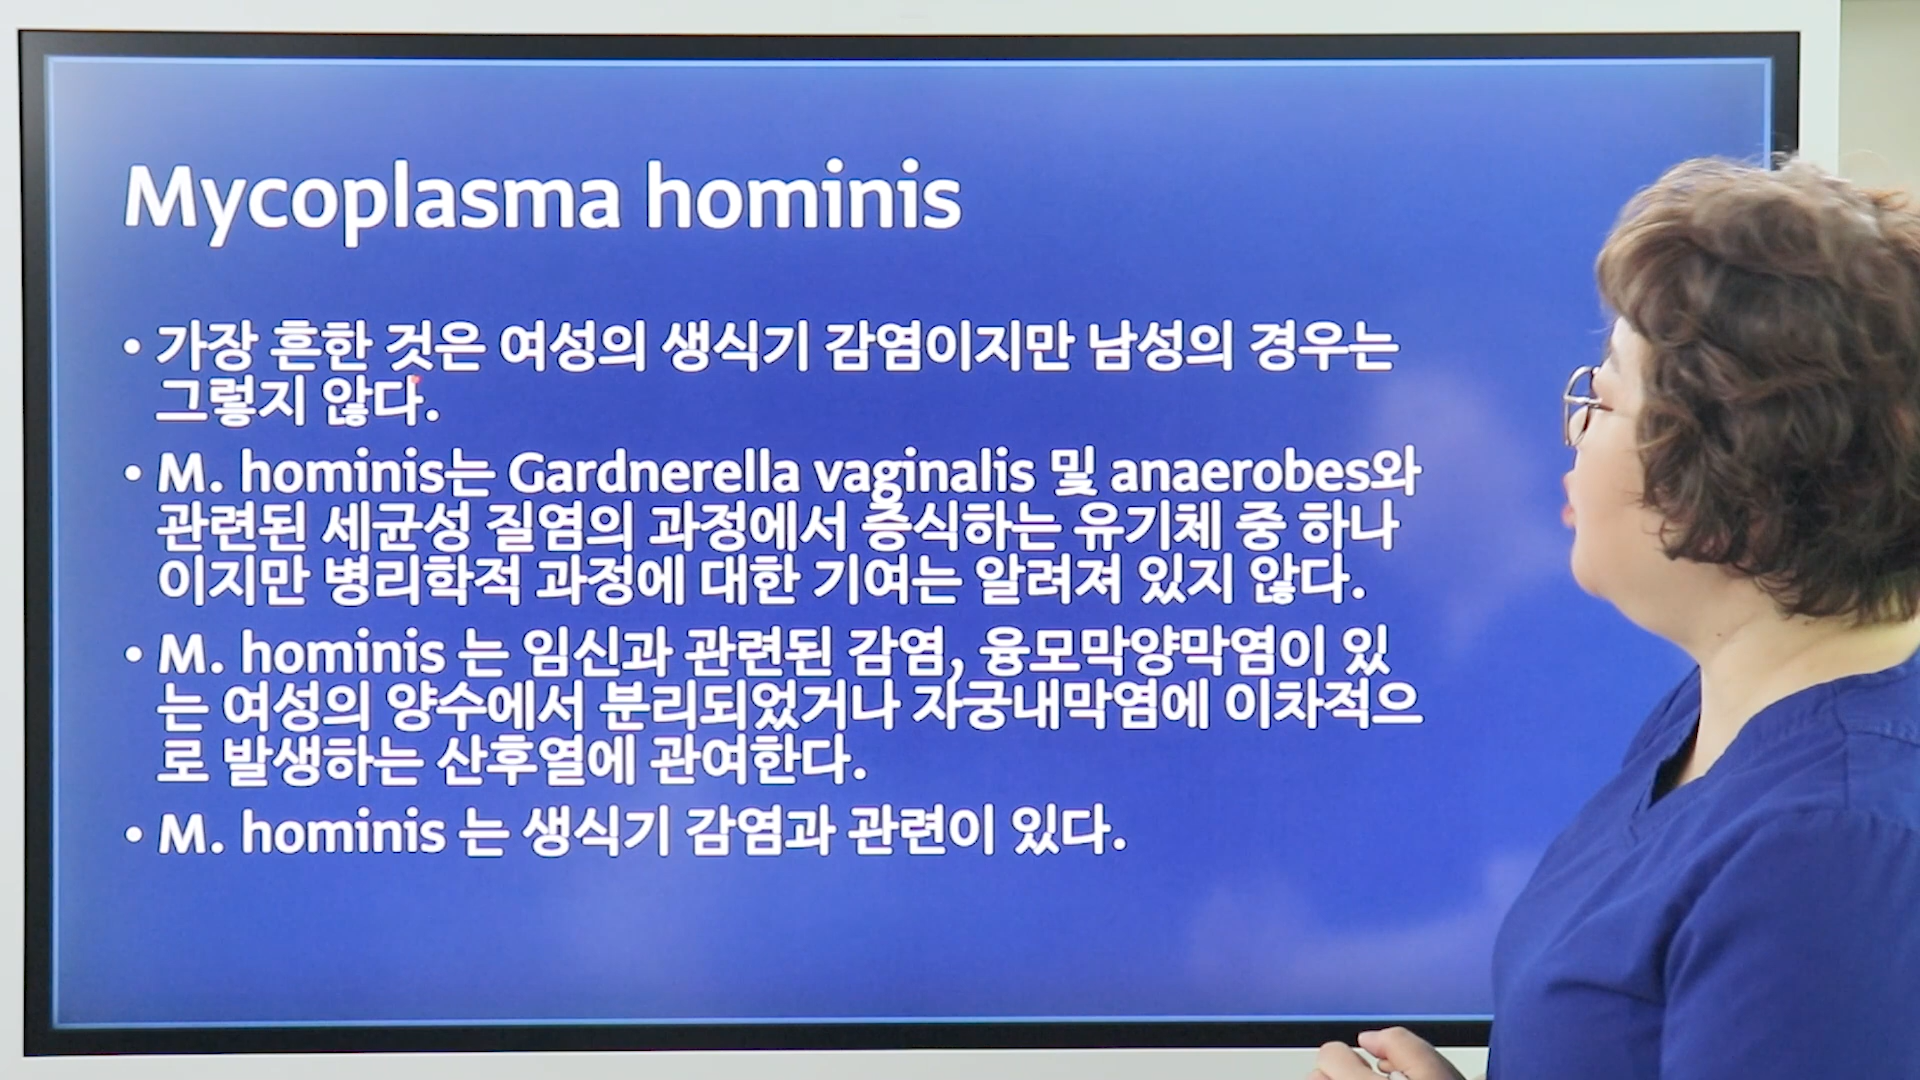 Mycoplasma hominis
• 가장 흔한 것은 여성의 생식기 감염이지만 남성의 경우는
그렇지 않다.
• M. hominis는 Gardnerella vaginalis 및 anaerobes와
관련된 세균성 질염의 과정에서 증식하는 유기체 중 하나
이지만 병리학적 과정에 대한 기여는 알려져 있지 않다.
• M. hominis 는 임신과 관련된 감염, 융모막양막염이 있
는 여성의 양수에서 분리되었거나 자궁내막염에 이차적으
로 발생하는 산후열에 관여한다.
• M. hominis 는 생식기 감염과 관련이 있다.